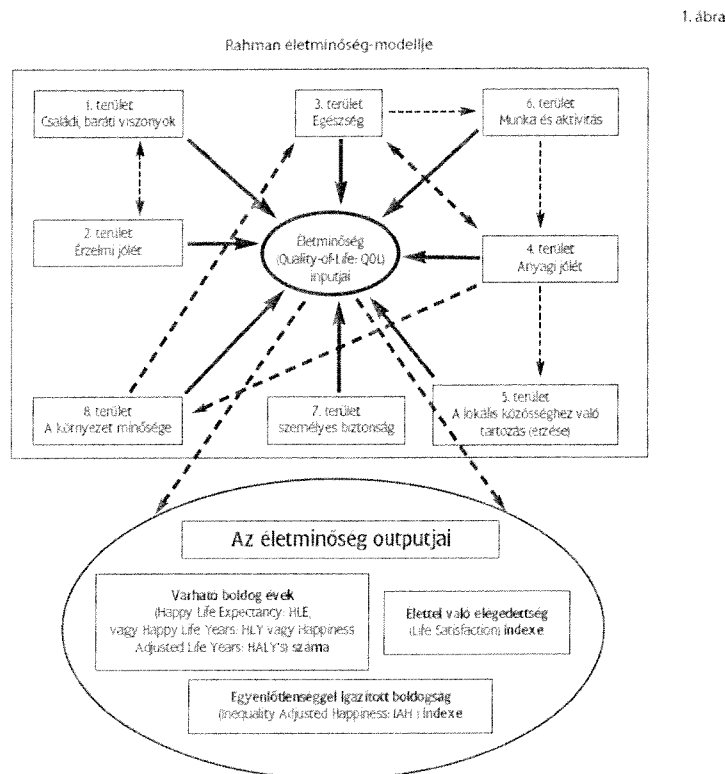 1. ábra
Rahman életminőség-modellje
1. terület
Családi, baráti viszonyok
3. terület
Egészség
6. terület
Munka és aktivitás
2. terület
Érzelmi jólét
Életminőség
(Quality-of-Life: QOL)
inputjai
4. terület
Anyagi jólét
8. terület
A környezet minősége
7. terület
személyes biztonság
5. terület
A lokális közösséghez való
tartozás (érzése)
Az életminőség outputjai
Várható boldog évek
(Happy Life Expectancy: HLE,
vagy Happy Life Years: HLY vagy Happiness
Adjusted Life Years: HALY's) száma
Élettel való elégedettség
(Life Satisfaction) indexe
Egyenlőtlenséggel igazított boldogság
(Inequality Adjusted Happiness: IAH ) indexe